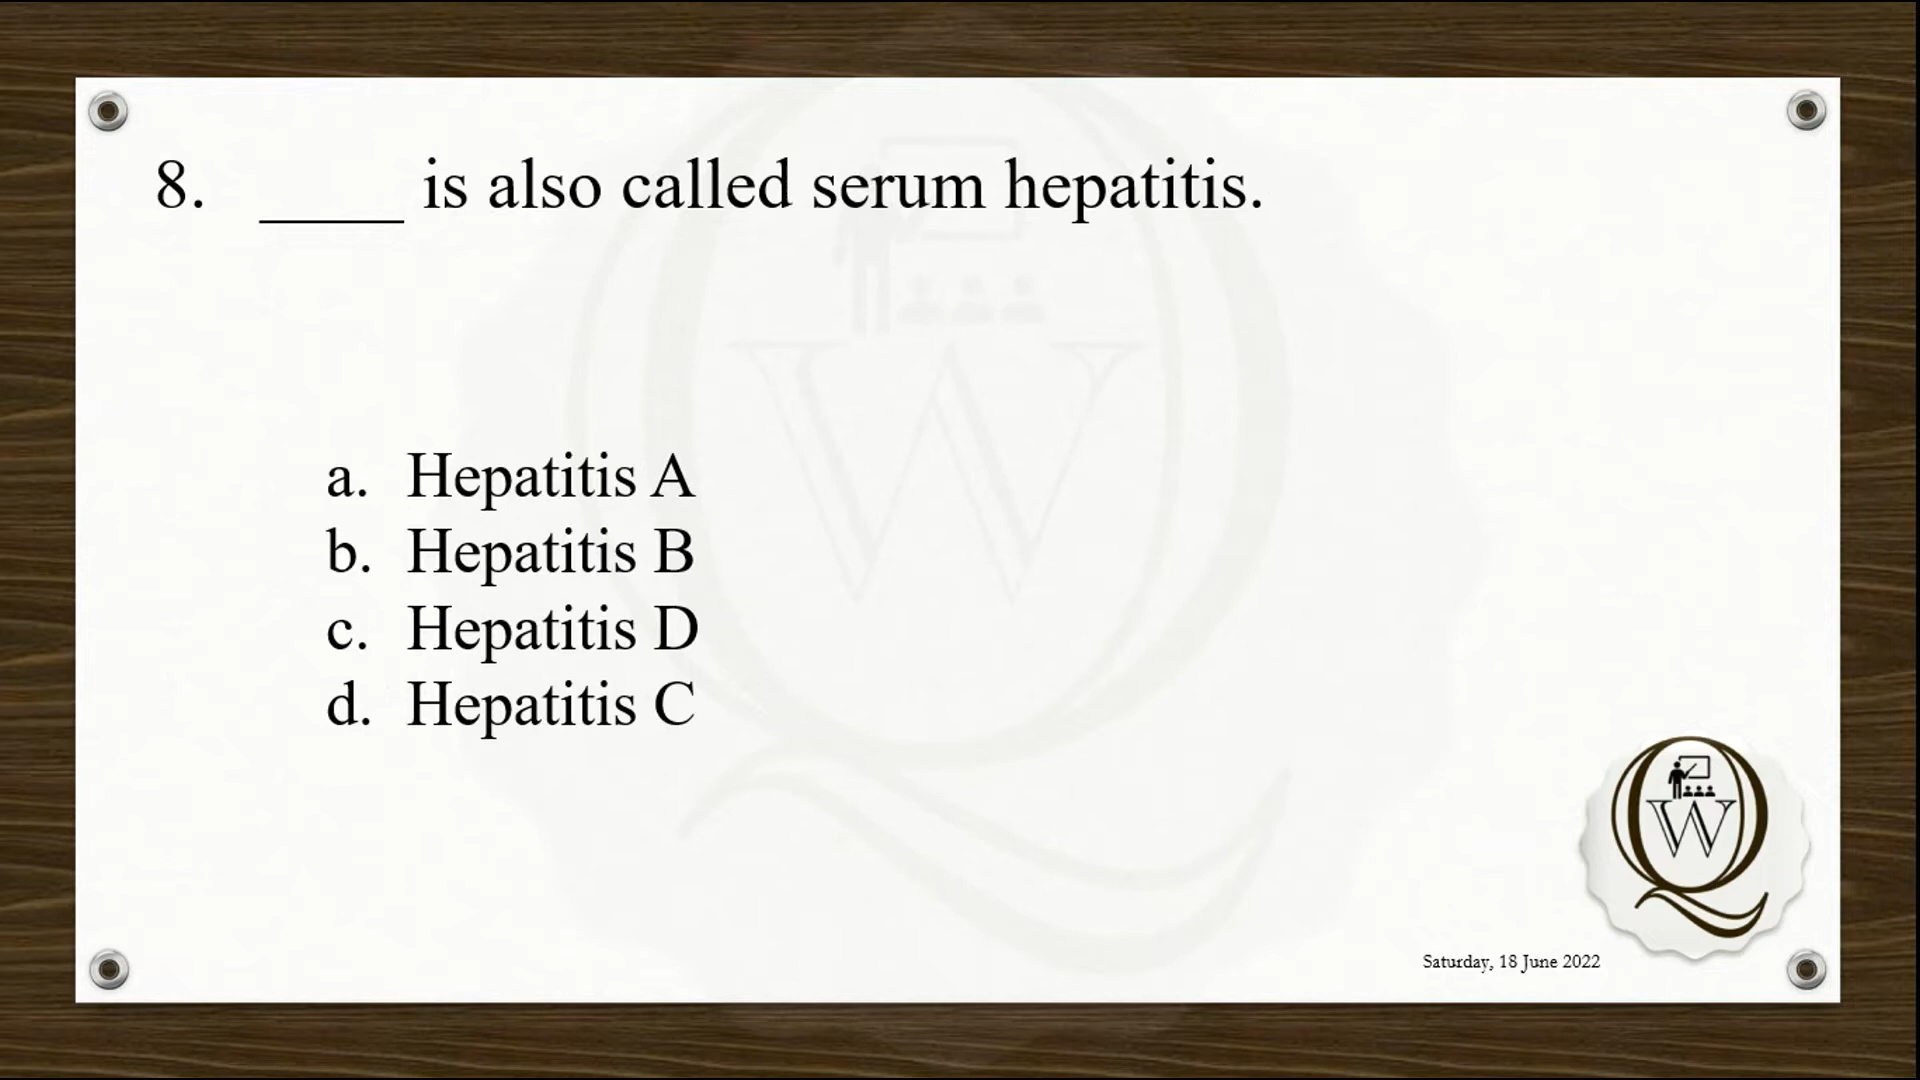 8. ____ is also called serum hepatitis.
a. Hepatitis A
b. Hepatitis B
c. Hepatitis D
d. Hepatitis C
W
Q
W
Q
Saturday, 18 June 2022